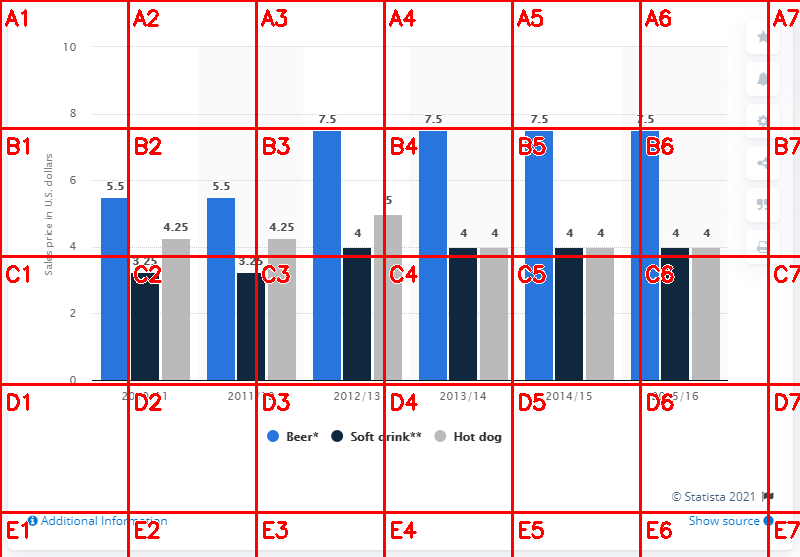 A1 A2 A3 A4 A5 A6 A7
10
8
7.5 7.5 7.5 7.5
B1 B2 B3 B4 B5 B6 B7
Sales price in U.S. dollars
6
5.5 5.5
5
4.25 4.25 4 4 4 4 4 4 4
4
3.25 3.25
C1 C2 C3 C4 C5 C6 C7
2
0
2012/13 2013/14 2014/15
D1 D2 D3 D4 D5 D6 D7
Beer* Soft drink** Hot dog
© Statista 2021
Additional Information Show source
E1 E2 E3 E4 E5 E6 E7